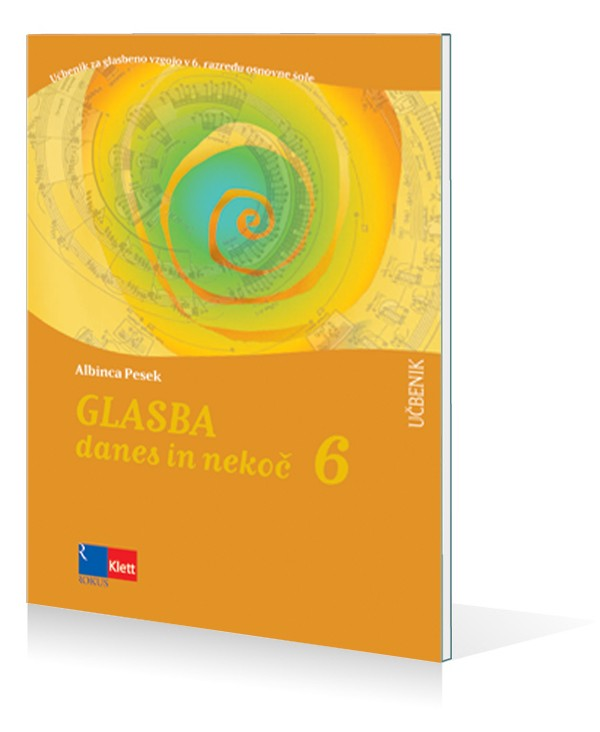 Učbenik za glasbeno vzgojo v 6. razredu osnovne šole
Albinca Pesek
UČBENIK
GLASBA
danes in nekoč 6
R
ROKUS
Klett